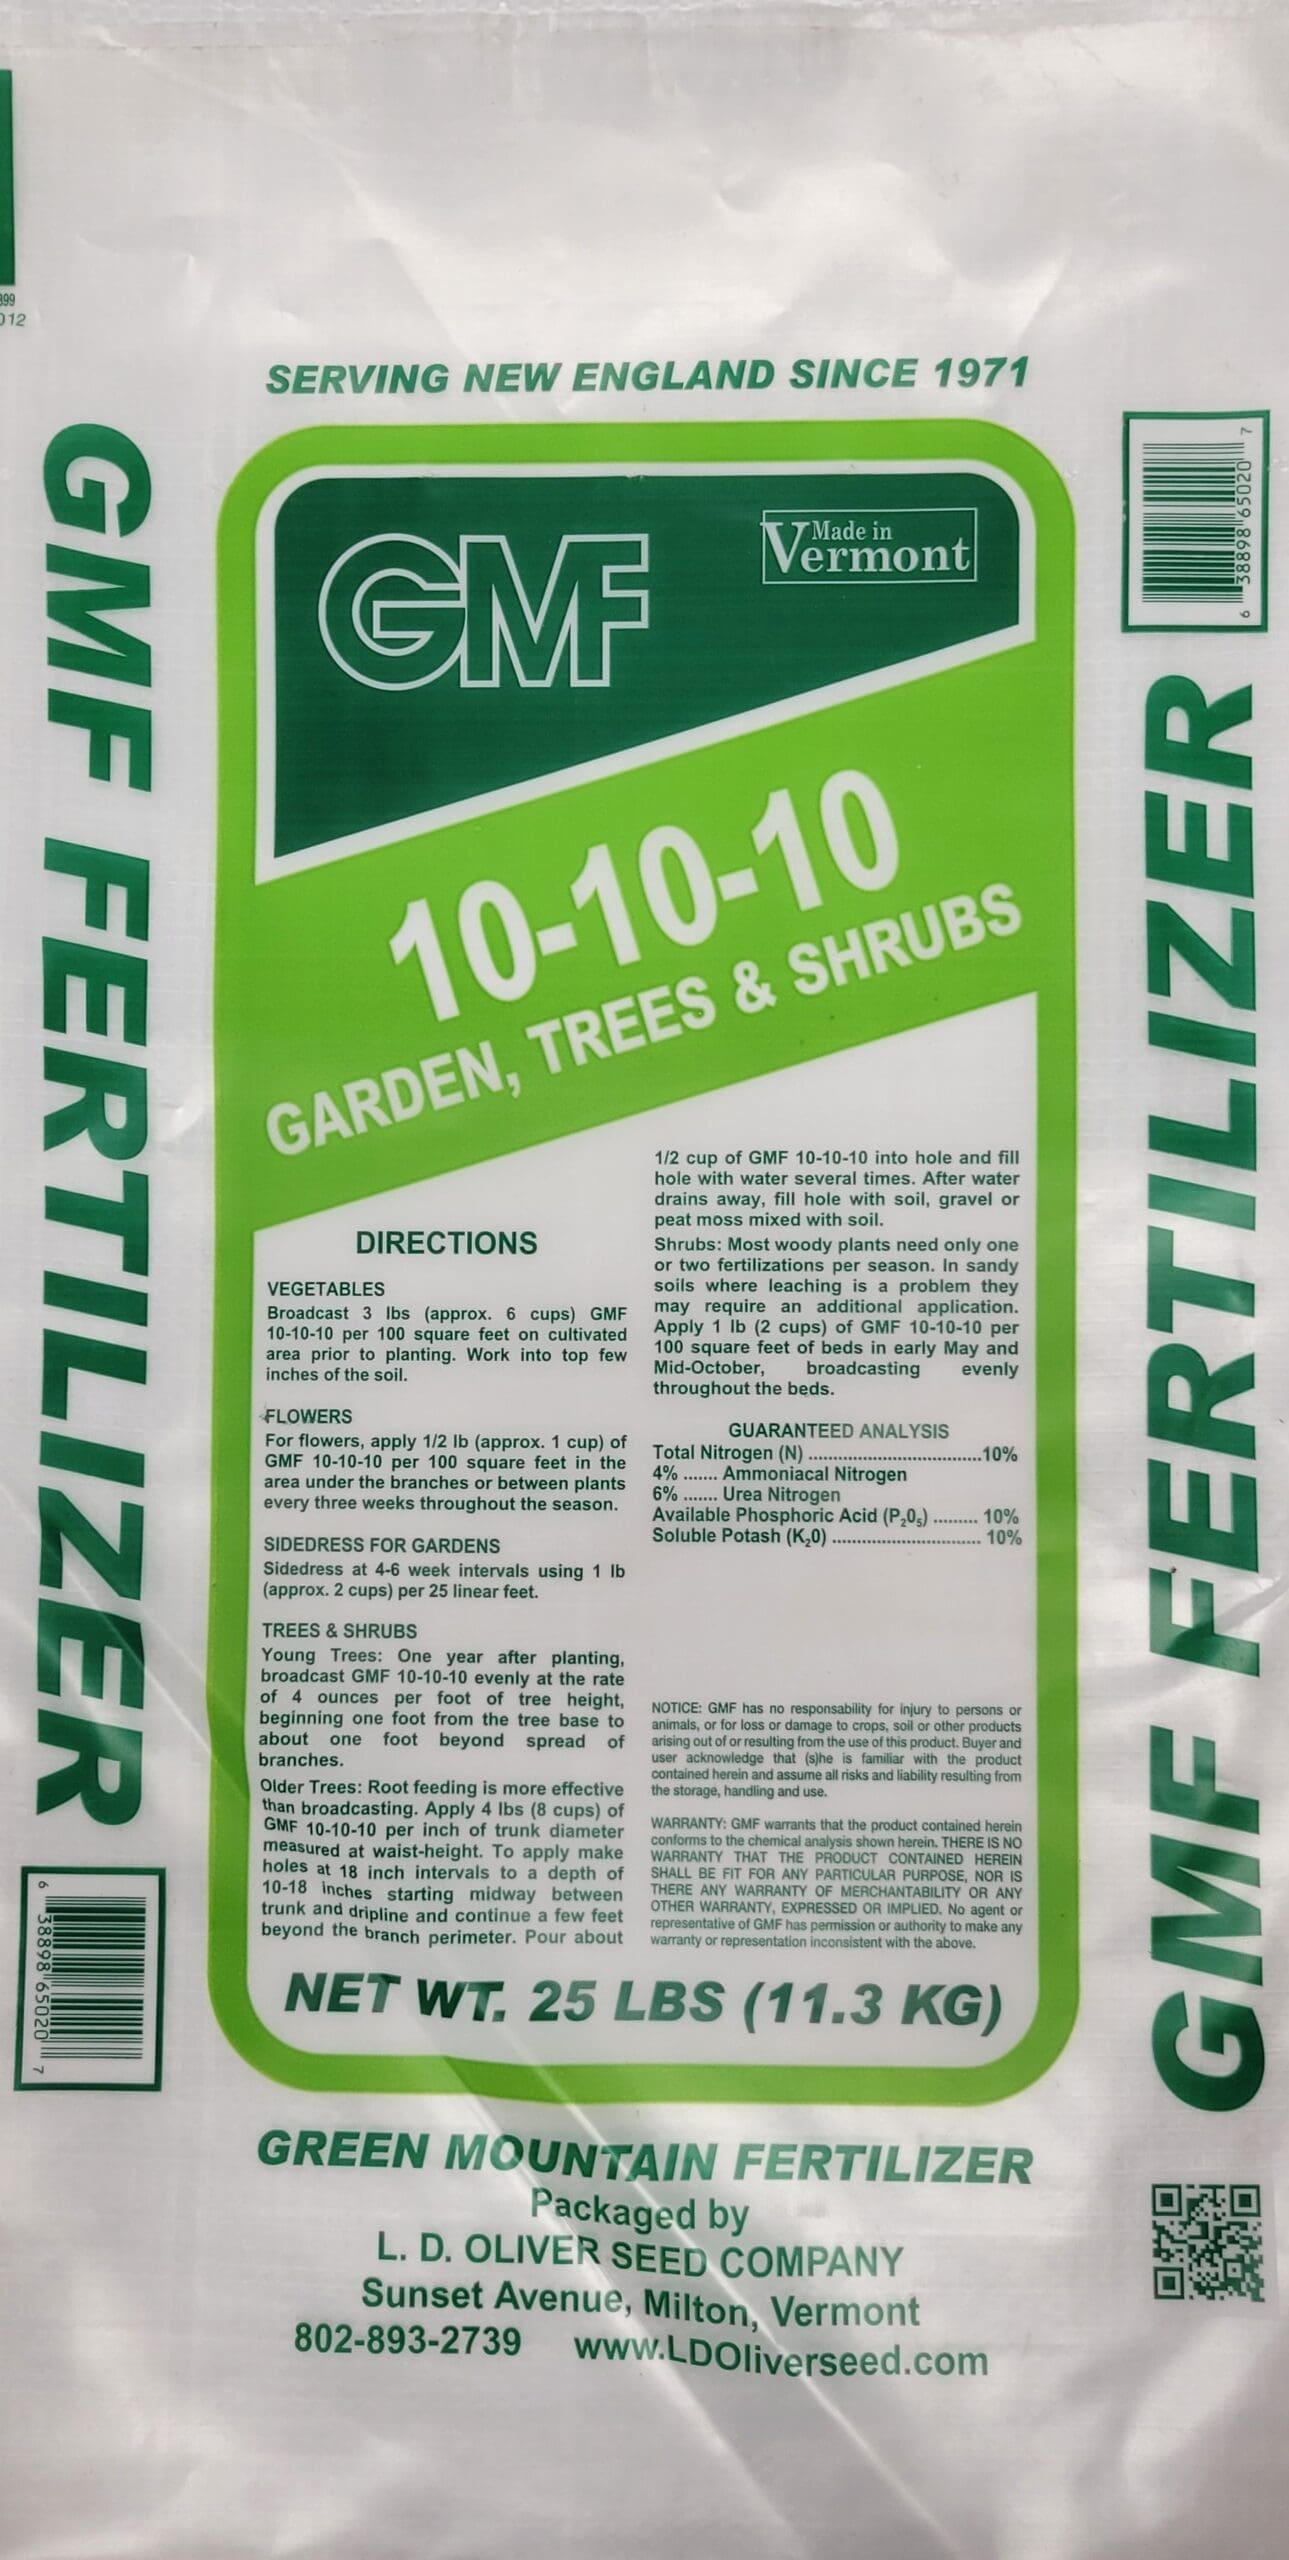 899
012
SERVING NEW ENGLAND SINCE 1971
GMF
Made in
Vermont
10-10-10
GARDEN, TREES & SHRUBS
DIRECTIONS
VEGETABLES
Broadcast 3 lbs (approx. 6 cups) GMF
10-10-10 per 100 square feet on cultivated
area prior to planting. Work into top few
inches of the soil.
FLOWERS
For flowers, apply 1/2 lb (approx. 1 cup) of
GMF 10-10-10 per 100 square feet in the
area under the branches or between plants
every three weeks throughout the season.
SIDEDRESS FOR GARDENS
Sidedress at 4-6 week intervals using 1 lb
(approx. 2 cups) per 25 linear feet.
TREES & SHRUBS
Young Trees: One year after planting,
broadcast GMF 10-10-10 evenly at the rate
of 4 ounces per foot of tree height,
beginning one foot from the tree base to
about one foot beyond spread of
branches.
Older Trees: Root feeding is more effective
than broadcasting. Apply 4 lbs (8 cups) of
GMF 10-10-10 per inch of trunk diameter
measured at waist-height. To apply make
holes at 18 inch intervals to a depth of
10-18 inches starting midway between
trunk and dripline and continue a few feet
beyond the branch perimeter. Pour about
1/2 cup of GMF 10-10-10 into hole and fill
hole with water several times. After water
drains away, fill hole with soil, gravel or
peat moss mixed with soil.
Shrubs: Most woody plants need only one
or two fertilizations per season. In sandy
soils where leaching is a problem they
may require an additional application.
Apply 1 lb (2 cups) of GMF 10-10-10 per
100 square feet of beds in early May and
Mid-October, broadcasting evenly
throughout the beds.
GUARANTEED ANALYSIS
Total Nitrogen (N) ..................................10%
4% ....... Ammoniacal Nitrogen
6% ....... Urea Nitrogen
Available Phosphoric Acid (P₂0₅) ......... 10%
Soluble Potash (K₂0) ............................. 10%
NOTICE: GMF has no responsability for injury to persons or
animals, or for loss or damage to crops, soil or other products
arising out of or resulting from the use of this product. Buyer and
user acknowledge that (s)he is familiar with the product
contained herein and assume all risks and liability resulting from
the storage, handling and use.
WARRANTY: GMF warrants that the product contained herein
conforms to the chemical analysis shown herein. THERE IS NO
WARRANTY THAT THE PRODUCT CONTAINED HEREIN
SHALL BE FIT FOR ANY PARTICULAR PURPOSE, NOR IS
THERE ANY WARRANTY OF MERCHANTABILITY OR ANY
OTHER WARRANTY, EXPRESSED OR IMPLIED. No agent or
representative of GMF has permission or authority to make any
warranty or representation inconsistent with the above.
NET WT. 25 LBS (11.3 KG)
GREEN MOUNTAIN FERTILIZER
Packaged by
L. D. OLIVER SEED COMPANY
Sunset Avenue, Milton, Vermont
802-893-2739 www.LDOliverseed.com
GMF FERTILIZER
6 38898 65020 7
GMF FERTILIZER
6 38898 65020 7